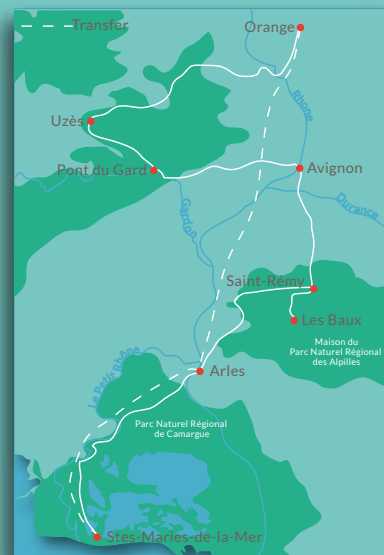 Transfer
Orange
Rhone
Uzès
Pont du Gard
Avignon
Gardon
Durance
Saint-Rémy
Les Baux
Maison du
Parc Naturel Régional
des Alpilles
Le Petit Rhône
Arles
Parc Naturel Régional
de Camargue
Stes-Maries-de-la-Mer